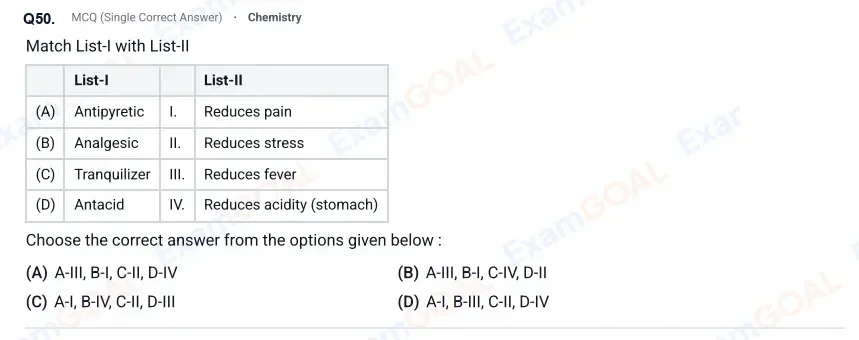 Q50. MCQ (Single Correct Answer) · Chemistry
Match List-I with List-II
List-I List-II
(A) Antipyretic I. Reduces pain
(B) Analgesic II. Reduces stress
(C) Tranquilizer III. Reduces fever
(D) Antacid IV. Reduces acidity (stomach)
Choose the correct answer from the options given below :
(A) A-III, B-I, C-II, D-IV (B) A-III, B-I, C-IV, D-II
(C) A-I, B-IV, C-II, D-III (D) A-I, B-III, C-II, D-IV
ExamGOAL